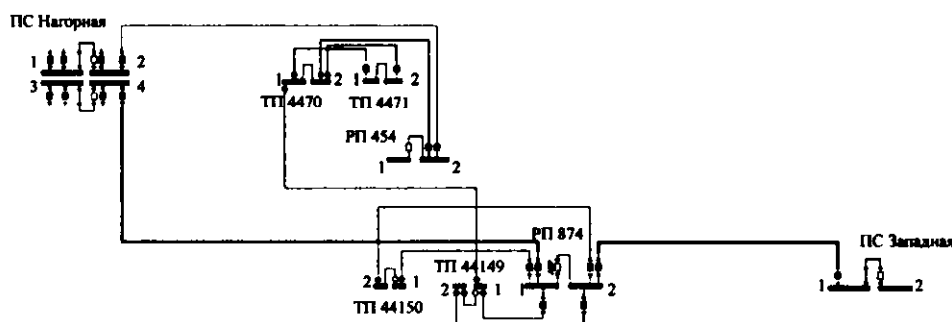 ПС Нагорная
1 2
3 4
1 2 1 2
ТП 4470 ТП 4471
РП 454
1 2
РП 874
ПС Западная
ТП 44149
2 1 2 1 1 2 1 2
ТП 44150